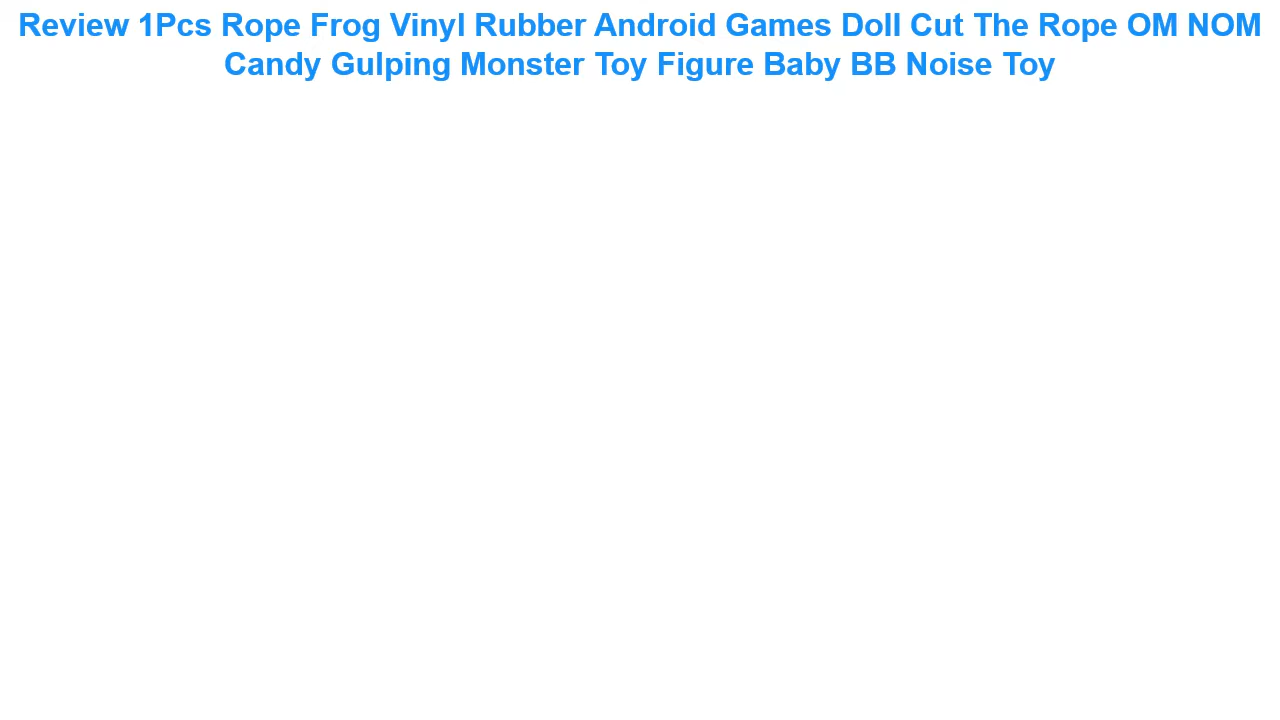 Review 1Pcs Rope Frog Vinyl Rubber Android Games Doll Cut The Rope OM NOM
Candy Gulping Monster Toy Figure Baby BB Noise Toy